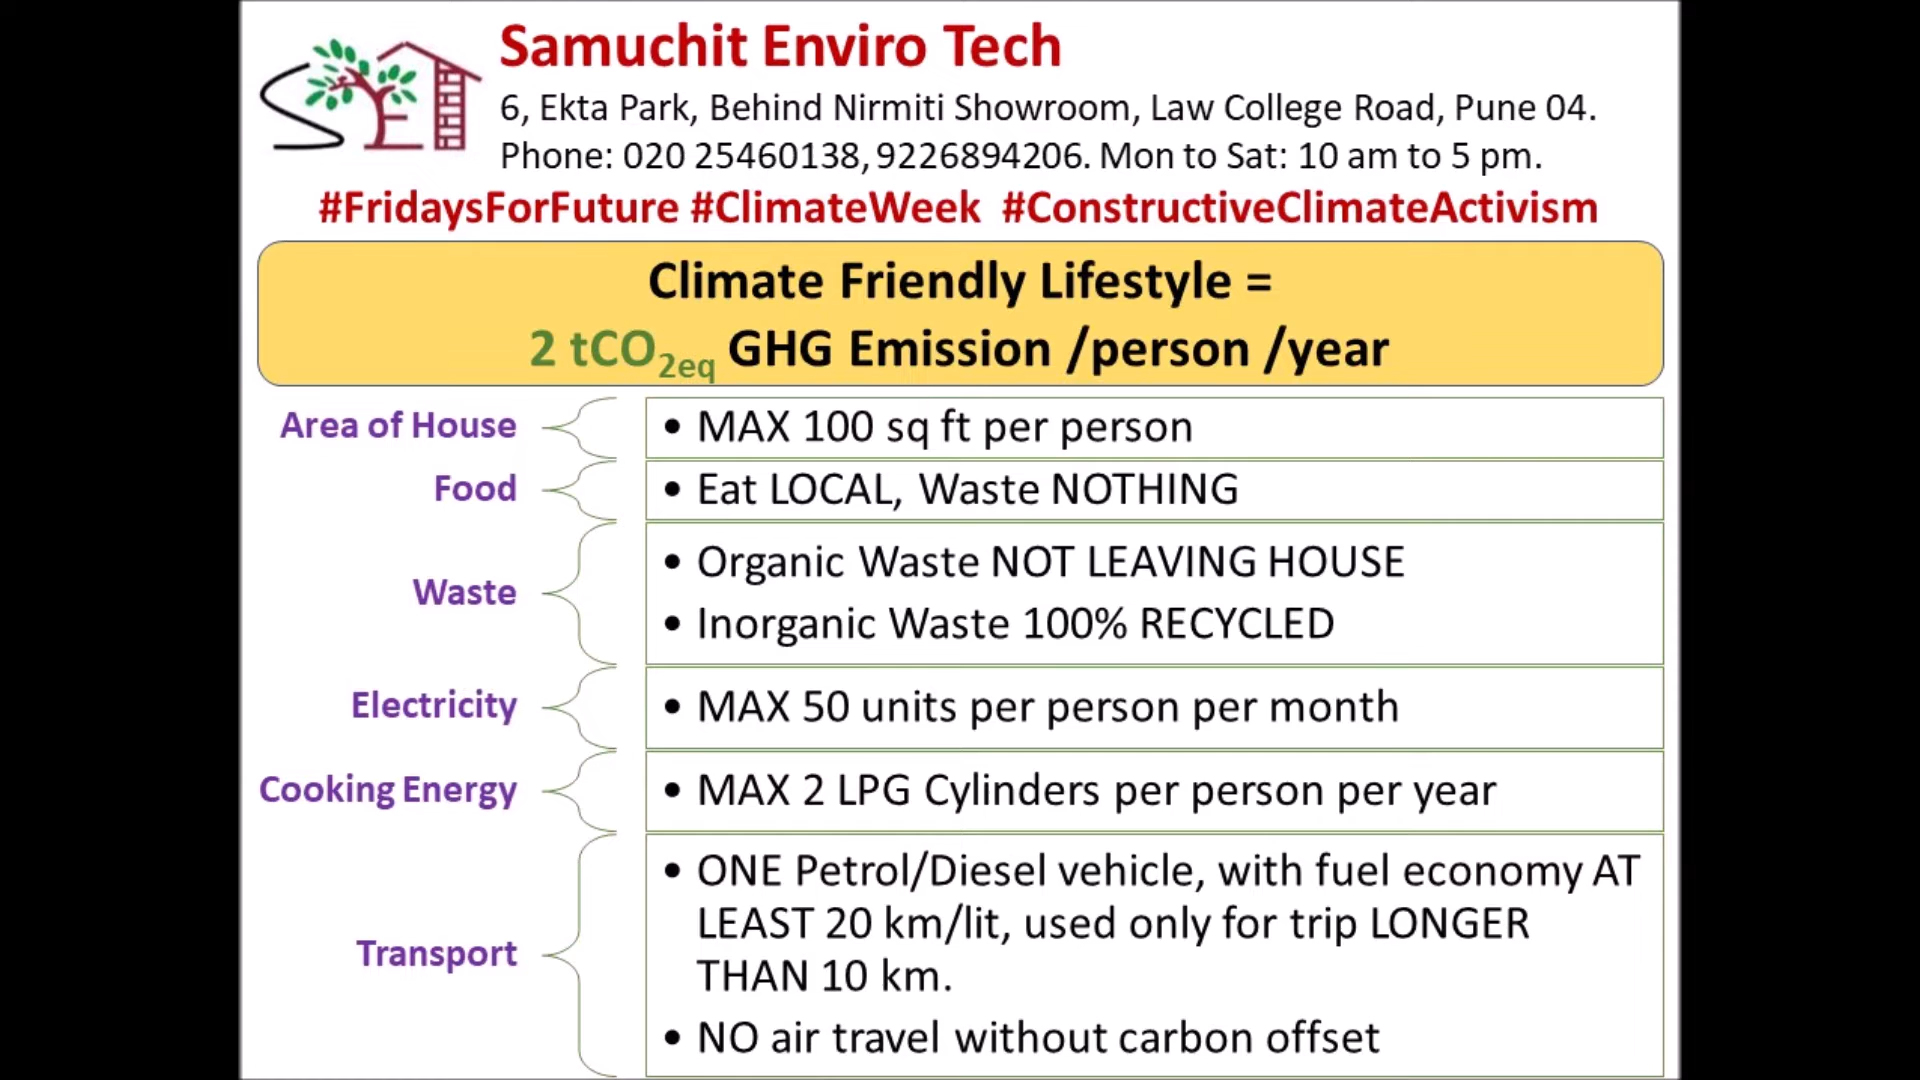 Samuchit Enviro Tech
6, Ekta Park, Behind Nirmiti Showroom, Law College Road, Pune 04.
Phone: 020 25460138, 9226894206. Mon to Sat: 10 am to 5 pm.
#FridaysForFuture #ClimateWeek #ConstructiveClimateActivism
Climate Friendly Lifestyle =
2 tCO2eq GHG Emission /person /year
Area of House
• MAX 100 sq ft per person
Food
• Eat LOCAL, Waste NOTHING
Waste
• Organic Waste NOT LEAVING HOUSE
• Inorganic Waste 100% RECYCLED
Electricity
• MAX 50 units per person per month
Cooking Energy
• MAX 2 LPG Cylinders per person per year
Transport
• ONE Petrol/Diesel vehicle, with fuel economy AT
LEAST 20 km/lit, used only for trip LONGER
THAN 10 km.
• NO air travel without carbon offset